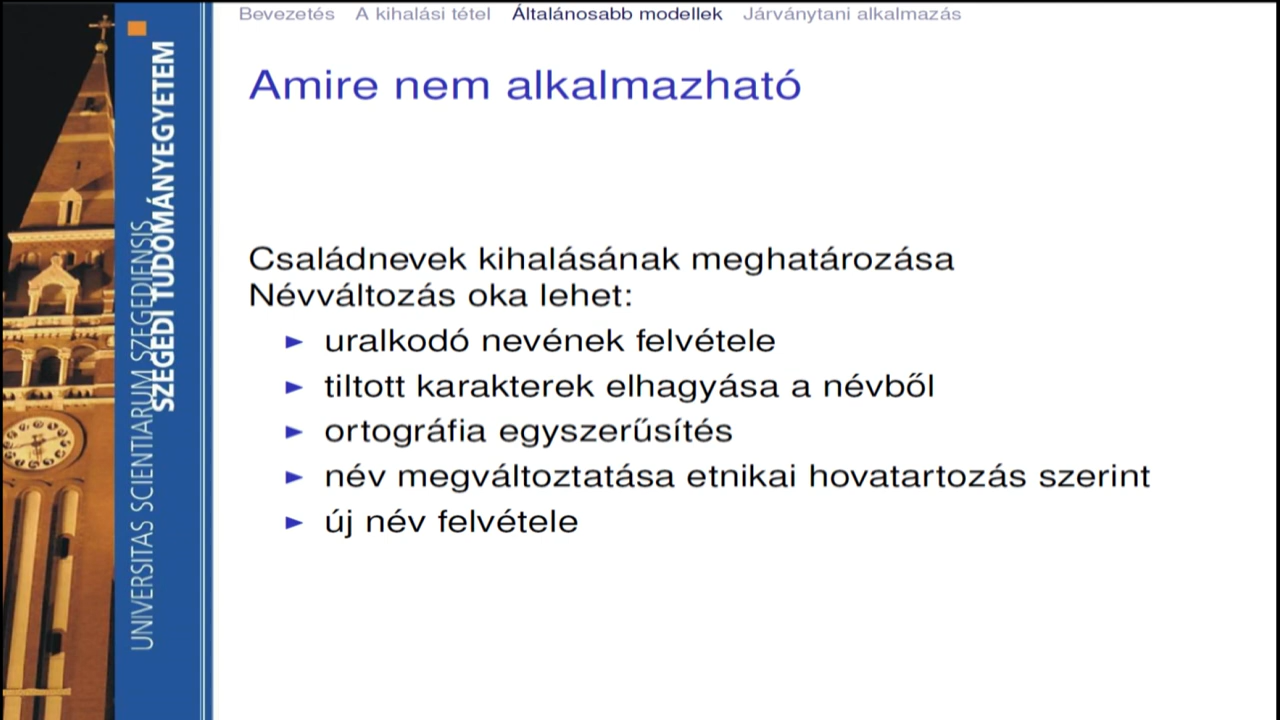 Bevezetés A kihalási tétel Általánosabb modellek Járványtani alkalmazás
Amire nem alkalmazható
Családnevek kihalásának meghatározása
Névváltozás oka lehet:
► uralkodó nevének felvétele
► tiltott karakterek elhagyása a névből
► ortográfia egyszerűsítés
► név megváltoztatása etnikai hovatartozás szerint
► új név felvétele
UNIVERSITAS SCIENTIARUM SZEGEDIENSIS
SZEGEDI TUDOMÁNYEGYETEM